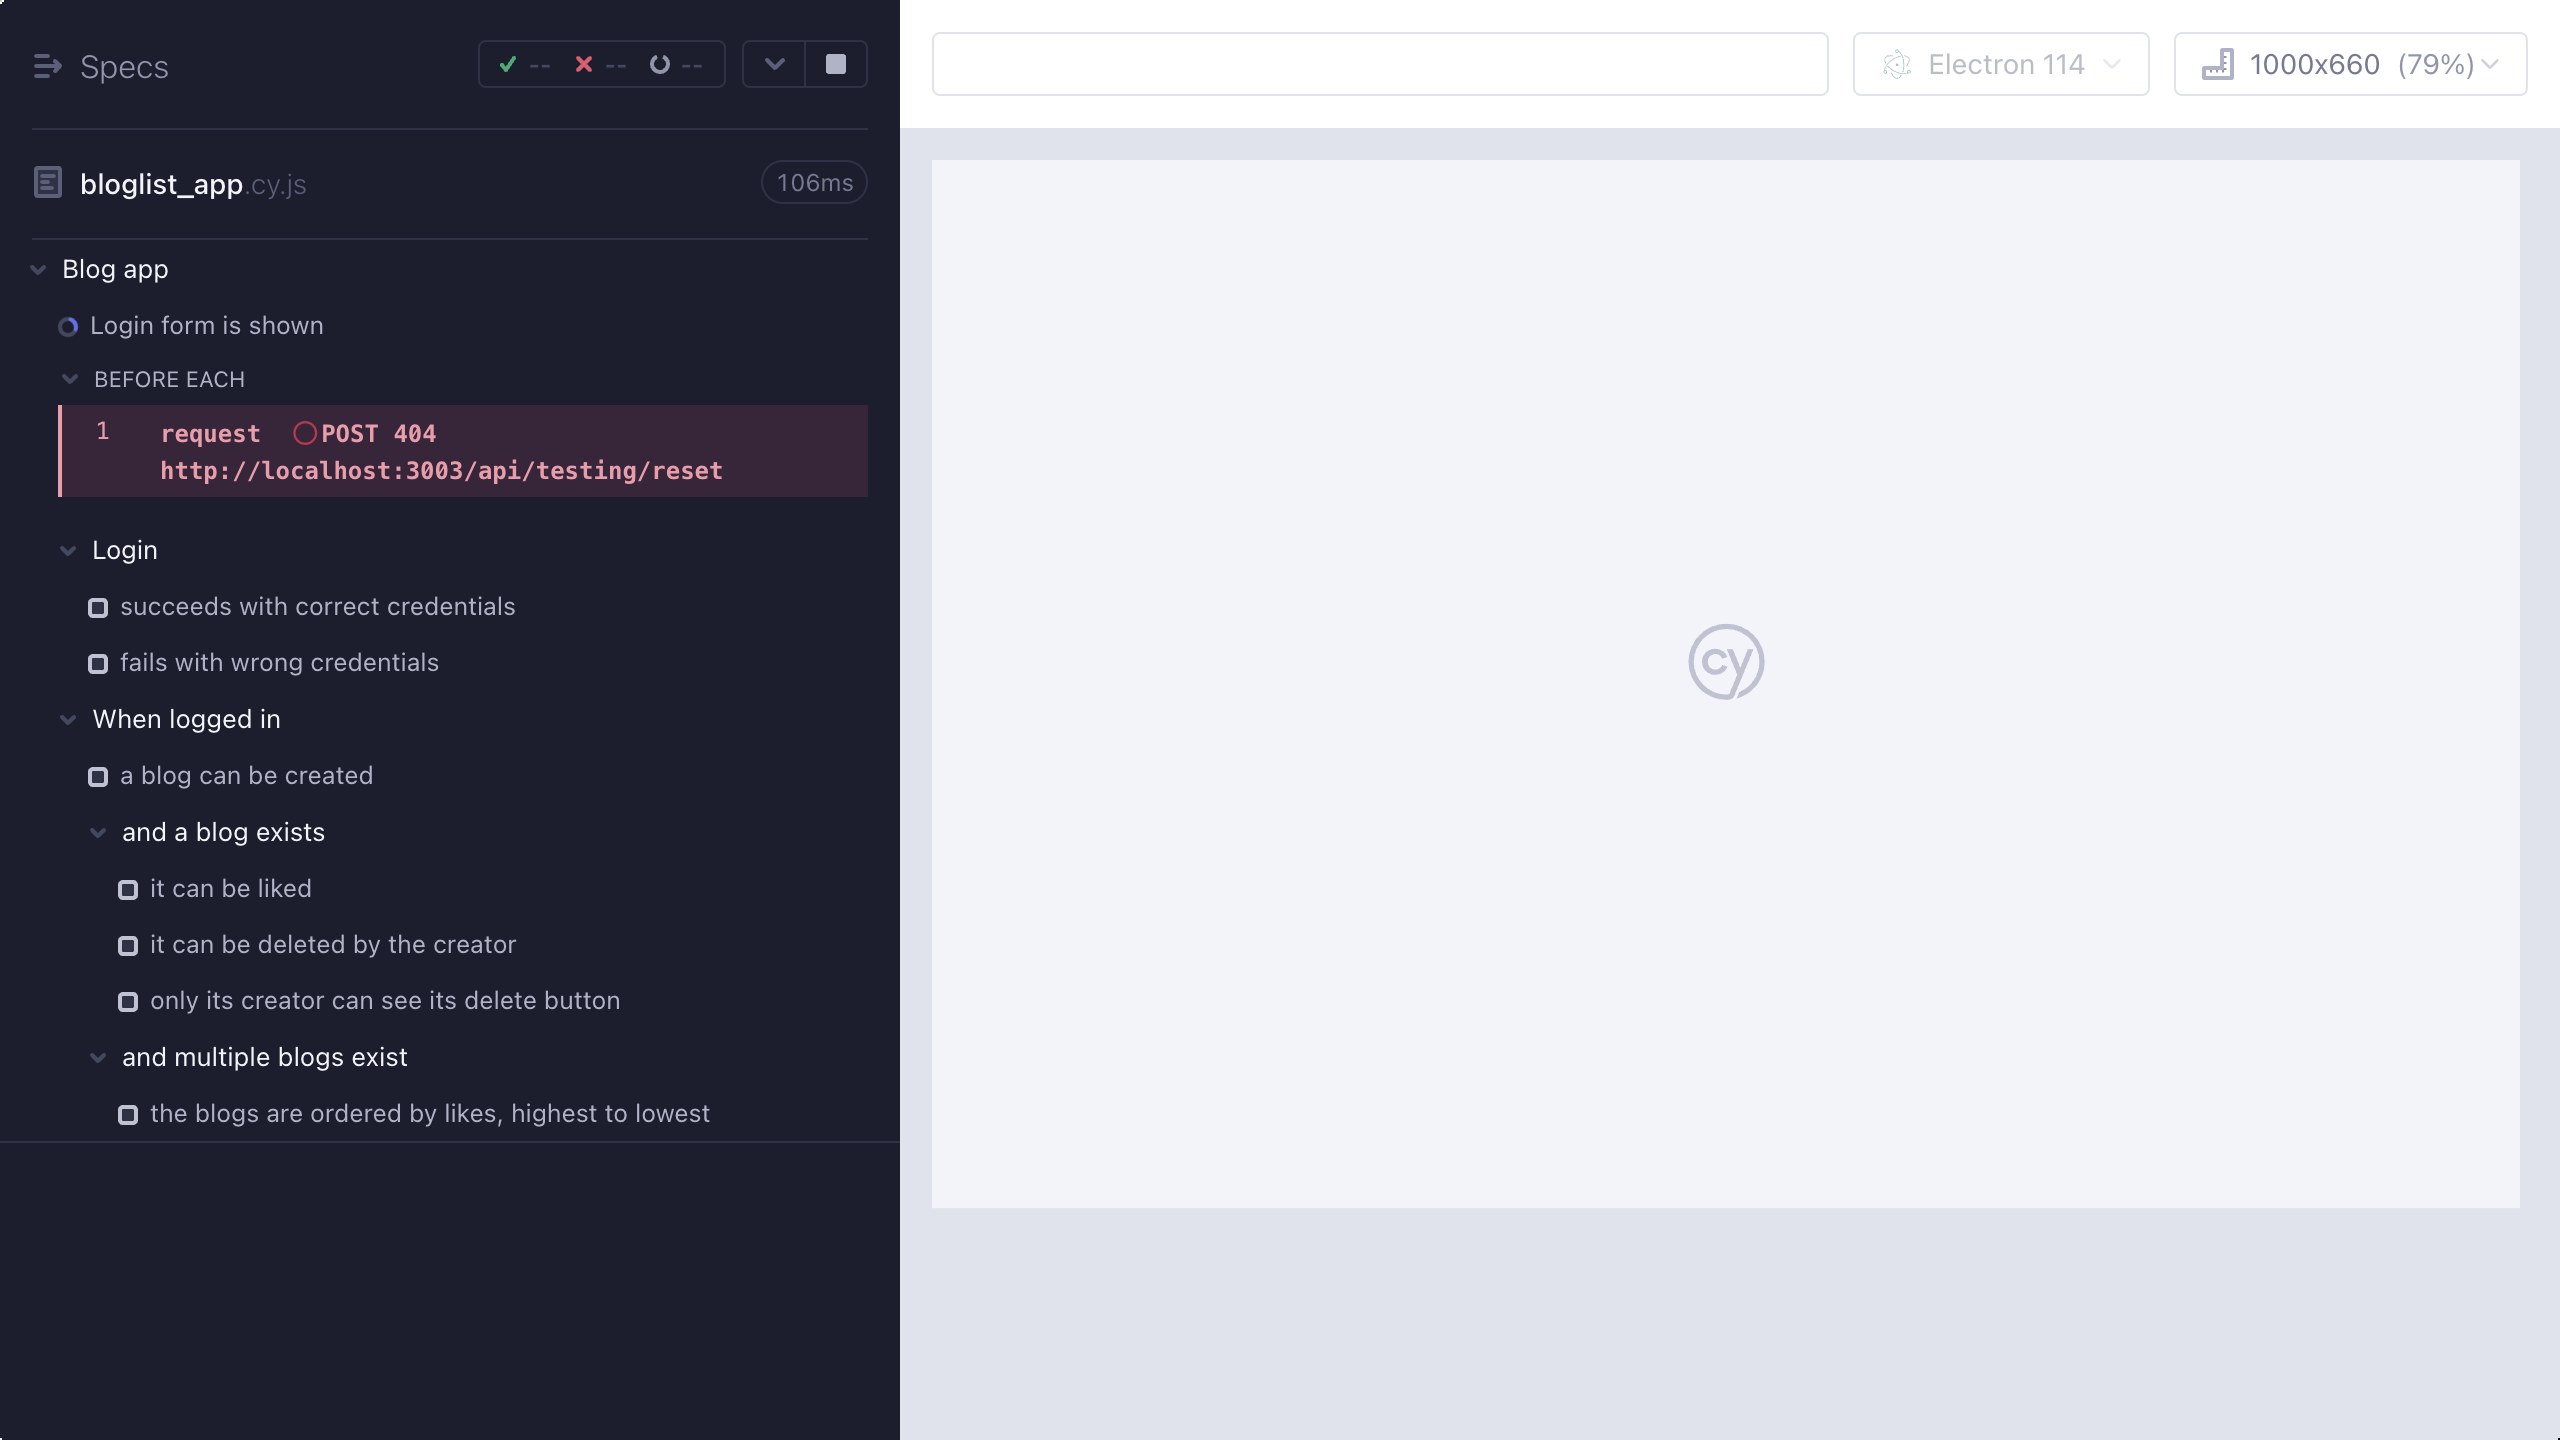 Specs
-- -- --
Electron 114
1000x660 (79%)
bloglist_app.cy.js
106ms
Blog app
Login form is shown
BEFORE EACH
1 request POST 404
http://localhost:3003/api/testing/reset
Login
succeeds with correct credentials
fails with wrong credentials
When logged in
a blog can be created
and a blog exists
it can be liked
it can be deleted by the creator
only its creator can see its delete button
and multiple blogs exist
the blogs are ordered by likes, highest to lowest
cy